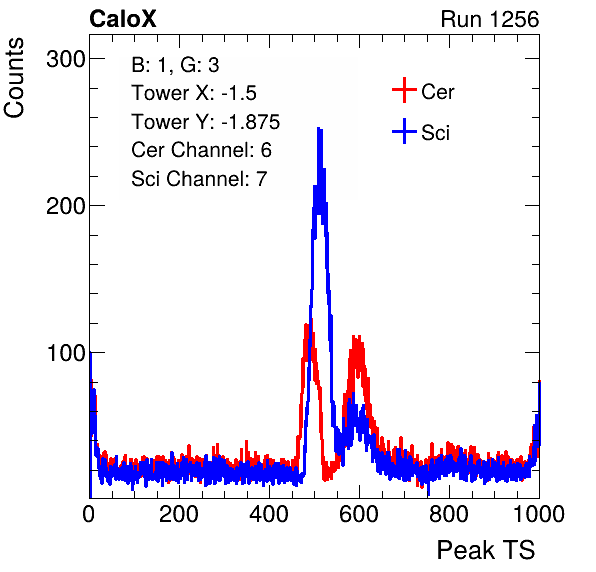 CaloX Run 1256
Counts
300
200
100
B: 1, G: 3
Tower X: -1.5
Tower Y: -1.875
Cer Channel: 6
Sci Channel: 7
Cer
Sci
0 200 400 600 800 1000
Peak TS